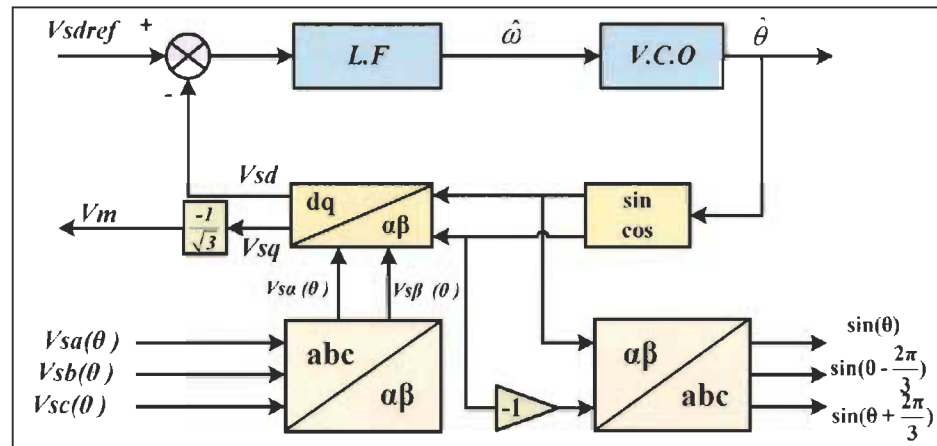 Vsdref + L.F ω̂ V.C.O θ̂
-
Vsd
dq
αβ
sin
cos
Vm
-1
√3
Vsq
Vsα (θ) Vsβ (θ)
Vsa(θ)
Vsb(θ)
Vsc(θ)
abc
αβ
-1
αβ
abc
sin(θ)
sin(θ - 2π/3)
sin(θ + 2π/3)